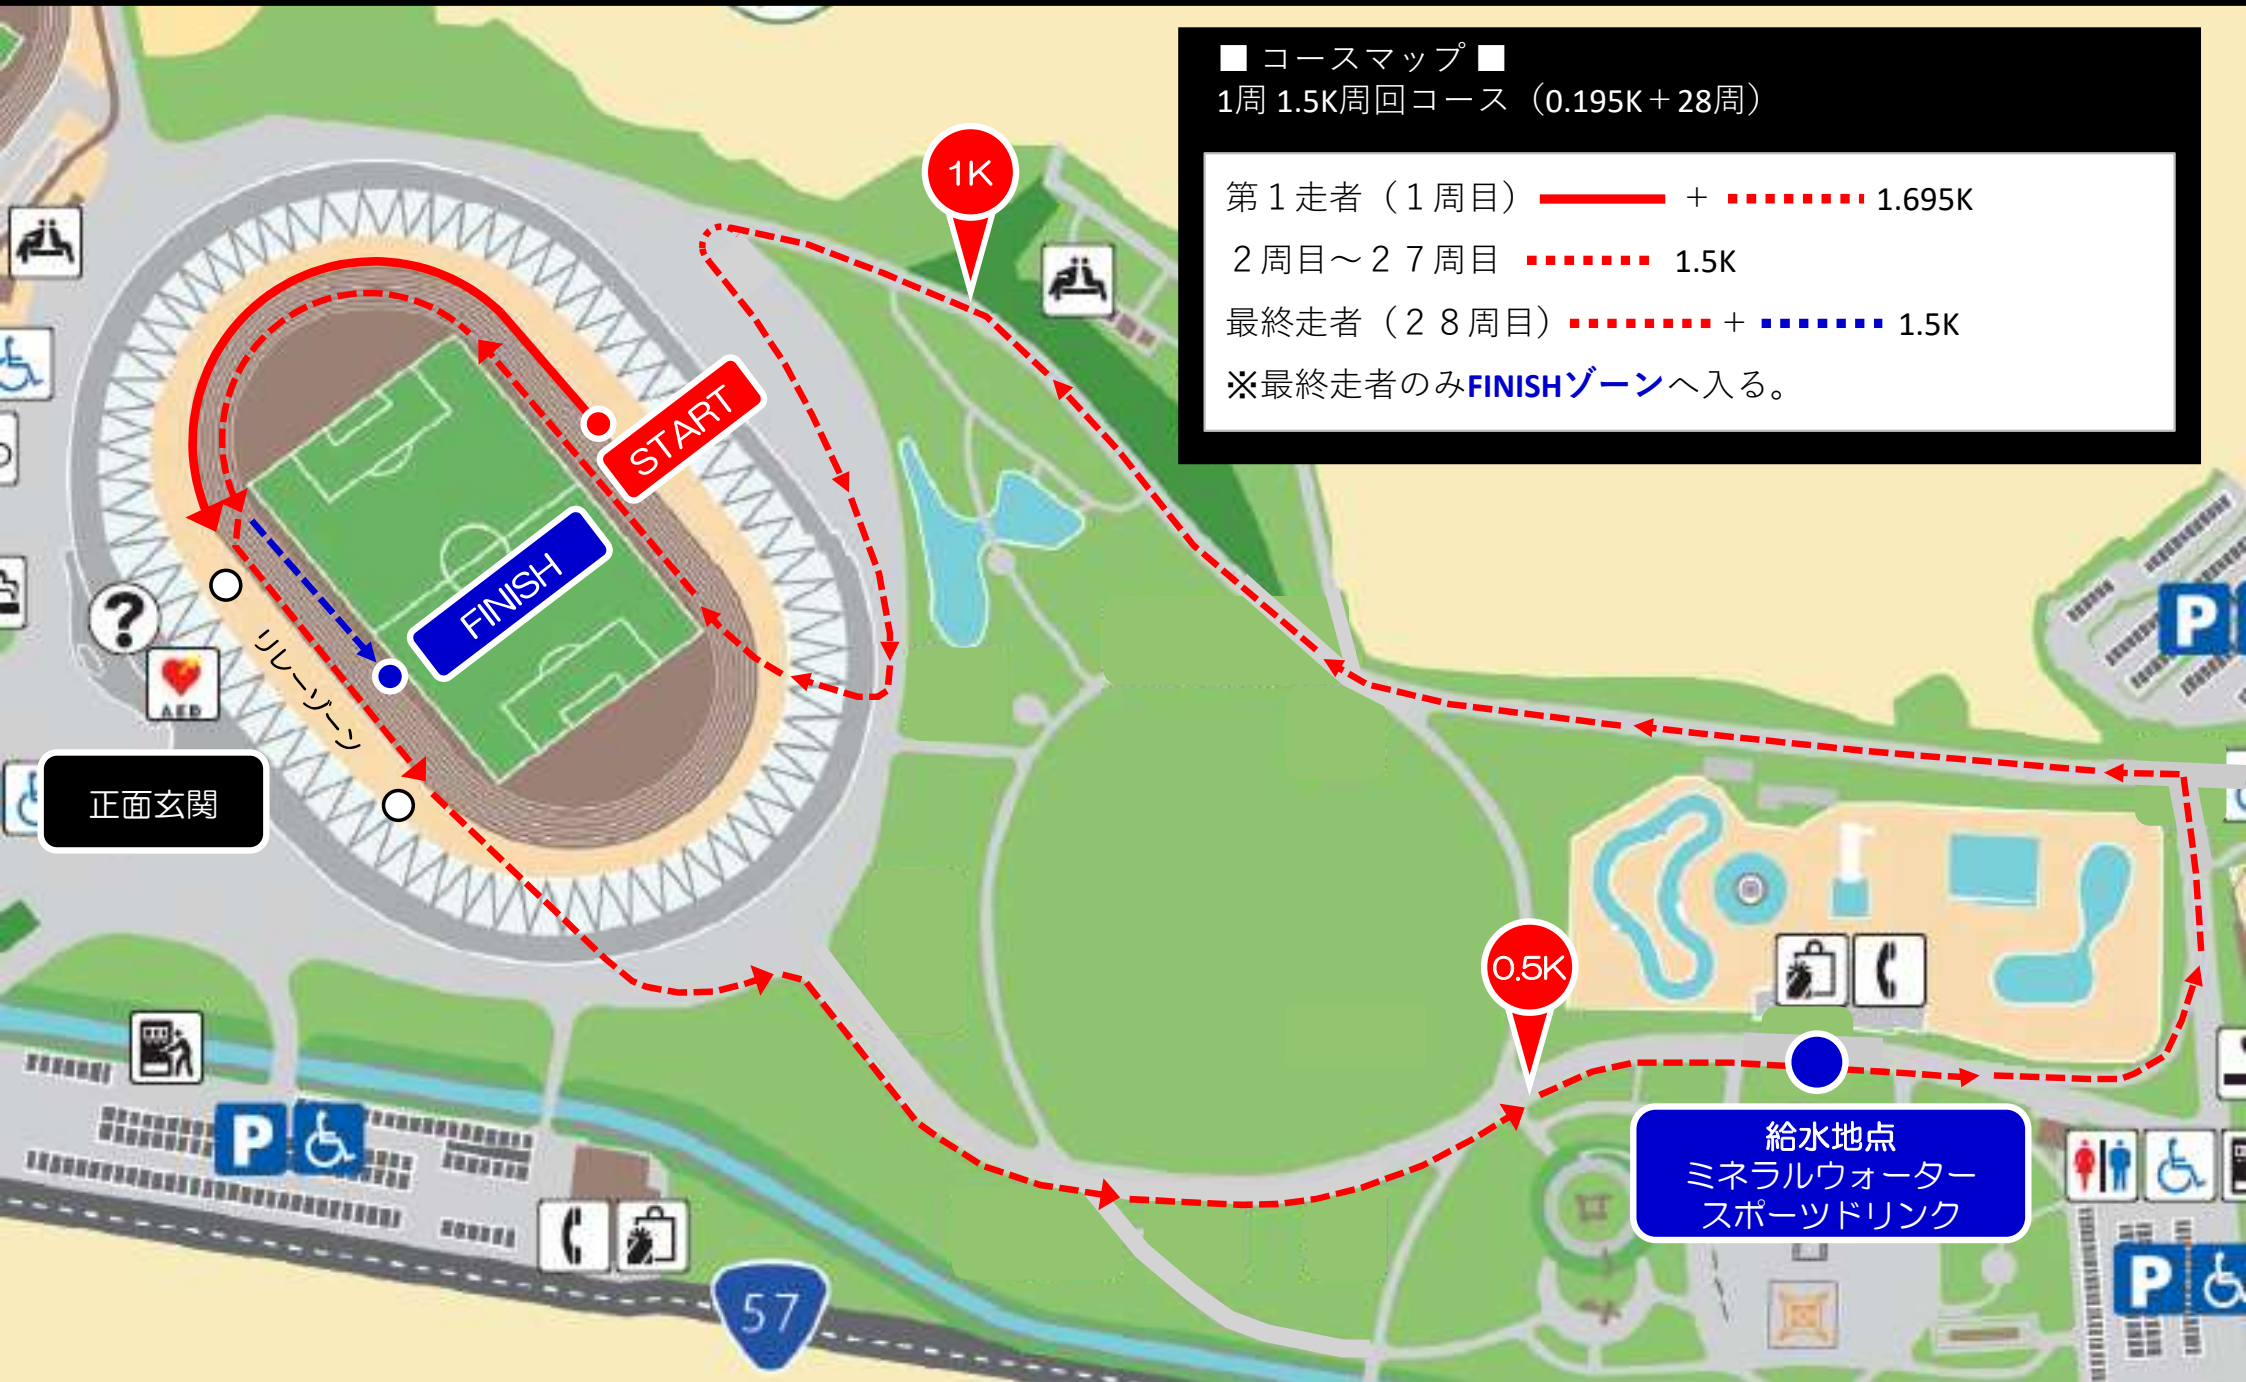 ■ コースマップ ■
1周 1.5K周回コース（0.195K＋28周）
第１走者（１周目） ＋ 1.695K
２周目～２７周目 1.5K
最終走者（２８周目） ＋ 1.5K
※最終走者のみFINISHゾーンへ入る。
1K
START
FINISH
リレーゾーン
?
AED
正面玄関
0.5K
給水地点
ミネラルウォーター
スポーツドリンク
P
P
P
57